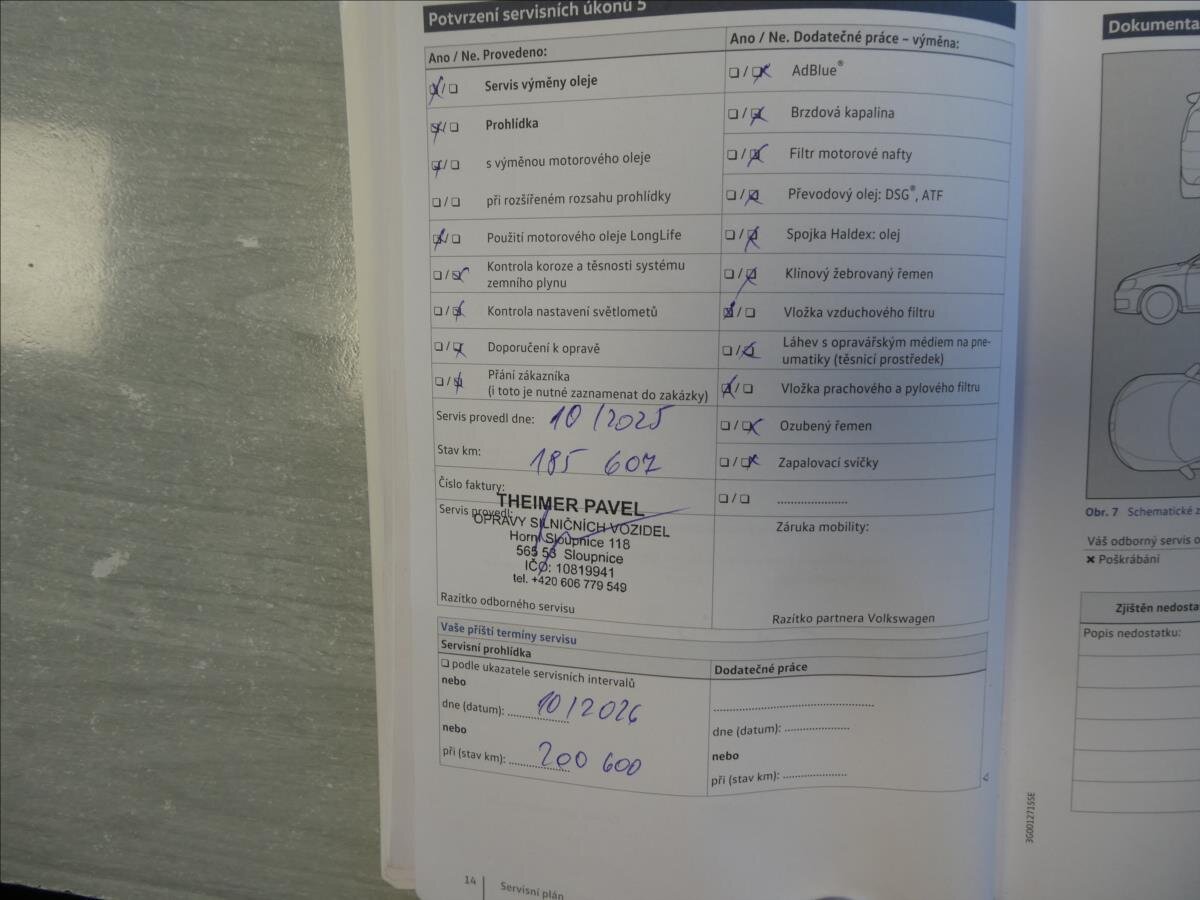 Potvrzení servisních úkonů 5
Ano / Ne. Provedeno:
Servis výměny oleje
Prohlídka
s výměnou motorového oleje
při rozšířeném rozsahu prohlídky
Použití motorového oleje LongLife
Kontrola koroze a těsnosti systému
zemního plynu
Kontrola nastavení světlometů
Doporučení k opravě
Přání zákazníka
(i toto je nutné zaznamenat do zakázky)
Servis provedl dne: 10/2025
Stav km: 185 607
Číslo faktury:
Servis provedl:
THEIMER PAVEL
OPRAVY SILNIČNÍCH VOZIDEL
Horní Sloupnice 118
565 53 Sloupnice
IČO: 10819941
tel. +420 606 779 549
Razítko odborného servisu
Ano / Ne. Dodatečné práce – výměna:
AdBlue®
Brzdová kapalina
Filtr motorové nafty
Převodový olej: DSG®, ATF
Spojka Haldex: olej
Klínový žebrovaný řemen
Vložka vzduchového filtru
Láhev s opravářským médiem na pne-
umatiky (těsnicí prostředek)
Vložka prachového a pylového filtru
Ozubený řemen
Zapalovací svíčky
Záruka mobility:
Razítko partnera Volkswagen
Vaše příští termíny servisu
Servisní prohlídka
podle ukazatele servisních intervalů
nebo
dne (datum): 10/2026
nebo
při (stav km): 200 600
Dodatečné práce
dne (datum):
nebo
při (stav km):
14 Servisní plán
3G0012715SE
Dokumenta
Obr. 7 Schematické z
Váš odborný servis o
✖ Poškrábání
Zjištěn nedosta
Popis nedostatku: